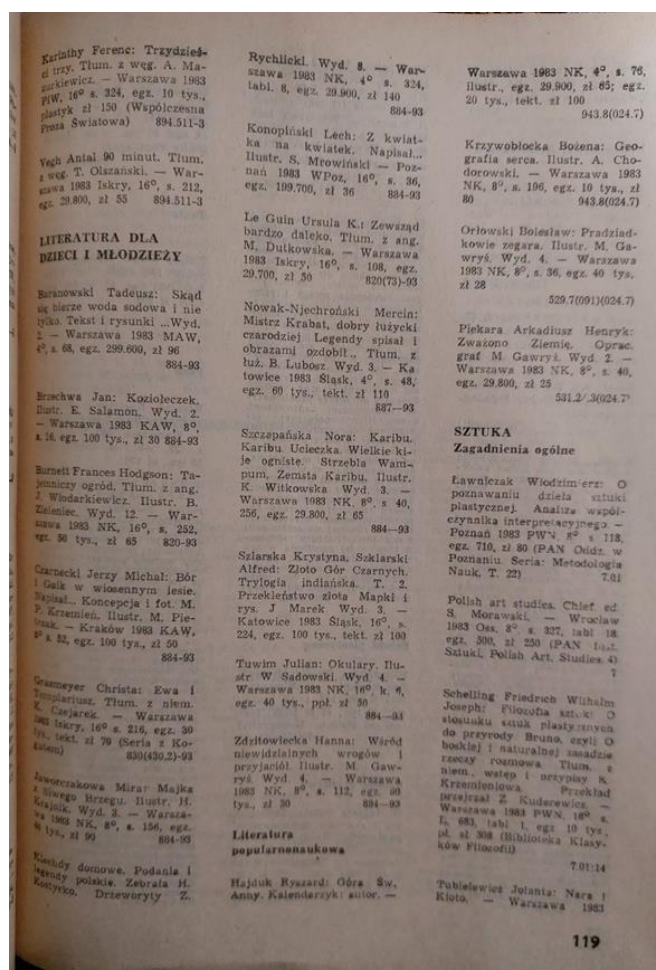 Karinthy Ferenc: Trzydzieś-
ci trzy. Tłum. z węg. A. Ma-
zurkiewicz. — Warszawa 1983
PIW, 16°, s. 324, egz. 10 tys.,
plastyk zł 150 (Współczesna
Proza Światowa) 894.511-3
Vegh Antal 90 minut. Tłum.
z węg. T. Olszański. — War-
szawa 1983 Iskry, 16°, s. 212,
egz. 29.800, zł 55 894.511-3
LITERATURA DLA
DZIECI I MŁODZIEŻY
Baranowski Tadeusz: Skąd
się bierze woda sodowa i nie
tylko. Tekst i rysunki ...Wyd.
2. — Warszawa 1983 MAW,
4°, s. 68, egz. 299.600, zł 96
884-93
Brzechwa Jan: Koziołeczek.
Ilustr. E. Salamon. Wyd. 2.
— Warszawa 1983 KAW, 8°,
s. 16, egz. 100 tys., zł 30 884-93
Burnett Frances Hodgson: Ta-
jemniczy ogród. Tłum. z ang.
J. Włodarkiewicz. Ilustr. B.
Zieleniec. Wyd. 12. — War-
szawa 1983 NK, 16°, s. 252,
egz. 50 tys., zł 65 820-93
Czarnecki Jerzy Michał: Bór
i Gaik w wiosennym lesie.
Napisał... Koncepcja i fot. M.
P. Krzemień. Ilustr. M. Pie-
— Kraków 1983 KAW,
8° s. 52, egz. 100 tys., zł 50
884-93
Grasmeyer Christa: Ewa i
Templariusz. Tłum. z niem.
K. Czejarek. — Warszawa
1983 Iskry, 16° s. 216, egz. 30
tys., tekt. zł 70 (Seria z Ko-
gutem) 830(430.2)-93
Jaworczakowa Mira: Majka
z Siwego Brzegu. Ilustr. H.
Krajnik. Wyd. 3. — Warsza-
wa 1983 NK, 8°, s. 156, egz.
tys., zł 90 884-93
Klechdy domowe. Podania i
legendy polskie. Zebrała H.
Kostyrko. Drzeworyty Z.
Rychlicki. Wyd. 8. — War-
szawa 1983 NK, 4° s. 324,
tabl. 8, egz. 29.900, zł 140
884-93
Konopiński Lech: Z kwiat-
ka na kwiatek. Napisał...
Ilustr. S. Mrowiński — Poz-
nań 1983 WPoz, 16°, s. 36,
egz. 199.700, zł 36 884-93
Le Guin Ursula K.: Zewsząd
bardzo daleko. Tłum. z ang.
M. Dutkowska. — Warszawa
1983 Iskry, 16°, s. 108, egz.
29.700, zł 50 820(73)-93
Nowak-Njechroński Mercin:
Mistrz Krabat, dobry łużycki
czarodziej Legendy spisał i
obrazami ozdobił... Tłum. z
łuż. B. Lubosz. Wyd. 3. — Ka
towice 1983 Śląsk, 4°, s. 48,
egz. 60 tys., tekt. zł 110
887—93
Szczepańska Nora: Karibu.
Karibu. Ucieczka. Wielkie ki-
je ogniste. Strzebla Wam-
pum, Zemsta Karibu. Ilustr.
K. Witkowska Wyd. 3. —
Warszawa 1983 NK, 8°, s 40,
256, egz. 29.800, zł 65
884—93
Szlarska Krystyna, Szklarski
Alfred: Złoto Gór Czarnych.
Trylogia indiańska. T. 2.
Przekleństwo złota Mapki i
rys. J Marek Wyd. 3. —
Katowice 1983 Śląsk, 16°, s.
224, egz. 100 tys., tekt. zł 100
Tuwim Julian: Okulary. Ilu-
str. W Sadowski. Wyd 4. —
Warszawa 1983 NK, 16°, k. 6,
egz. 40 tys., ppł. zł 50
884—93
Zdzitowiecka Hanna: Wśród
niewidzialnych wrogów i
przyjaciół. Ilustr. M. Gaw-
ryś. Wyd. 4. — Warszawa
1983 NK, 8°, s. 112, egz. 60
tys., zł 30 884—93
Literatura
popularnonaukowa
Hajduk Ryszard: Góra Św.
Anny. Kalendarzyk: autor. —
Warszawa 1983 NK, 4°, s. 76,
ilustr., egz. 29.900, zł 65; egz.
20 tys., tekt. zł 100
943.8(024.7)
Krzywobłocka Bożena: Geo-
grafia serca. Ilustr. A. Cho-
dorowski. — Warszawa 1983
NK, 8°, s. 196, egz. 10 tys., zł
80 943.8(024.7)
Orłowski Bolesław: Pradziad-
kowie zegara. Ilustr. M. Ga-
wryś. Wyd. 4. — Warszawa
1983 NK, 8°, s. 36, egz. 40 tys.
zł 28
529.7(091)(024.7)
Piekara Arkadiusz Henryk:
Zważono Ziemię. Oprac.
graf M. Gawryś. Wyd 2. —
Warszawa 1983 NK, 8°, s. 40,
egz. 29.800, zł 25
531.2/.3(024.7)
SZTUKA
Zagadnienia ogólne
Ławniczak Włodzimierz: O
poznawaniu dzieła sztuki
plastycznej. Analiza współ-
czynnika interpretacyjnego. —
Poznań 1983 PWN 8° s 118,
egz. 710, zł 80 (PAN Oddz. w
Poznaniu. Seria: Metodologia
Nauk, T. 22) 7.01
Polish art studies. Chief. ed
S. Morawski. — Wrocław
1983 Oss. 8°, s. 337, tabl 18.
egz. 500, zł 250 (PAN Inst.
Sztuki. Polish Art. Studies. 4)
7
Schelling Friedrich Wilhelm
Joseph: Filozofia sztuki O
stosunku sztuk plastycznych
do przyrody Bruno, czyli O
boskiej i naturalnej zasadzie
rzeczy rozmowa Tłum. z
niem., wstęp i przypisy K.
Krzemieniowa. Przekład
przejrzał Z Kuderowicz. —
Warszawa 1983 PWN, 16°, s.
683, tabl 1, egz 10 tys.,
pł. zł 308 (Biblioteka Klasy-
ków Filozofii)
7.01:14
Tubielewicz Jolanta: Nara i
Kioto. — Warszawa 1983
119